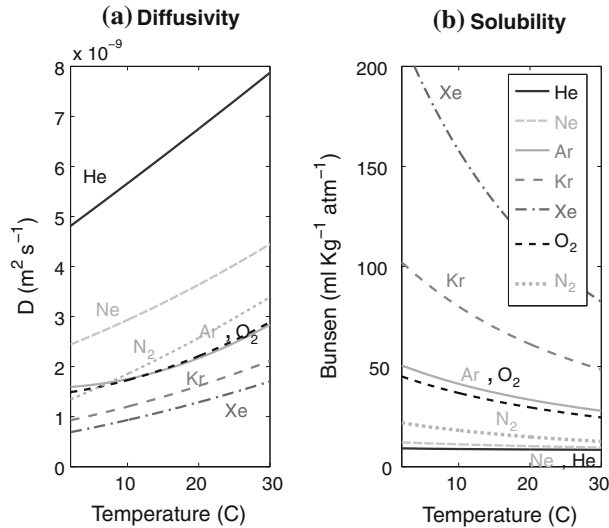 (a) Diffusivity
x 10⁻⁹
8
7
6
5
4
3
2
1
0
D (m² s⁻¹)
He
Ne
N₂
Ar , O₂
Kr
Xe
10 20 30
Temperature (C)
(b) Solubility
200
150
100
50
0
Bunsen (ml Kg⁻¹ atm⁻¹)
Xe
Kr
Ar , O₂
N₂
Ne , He
He
Ne
Ar
Kr
Xe
O₂
N₂
10 20 30
Temperature (C)